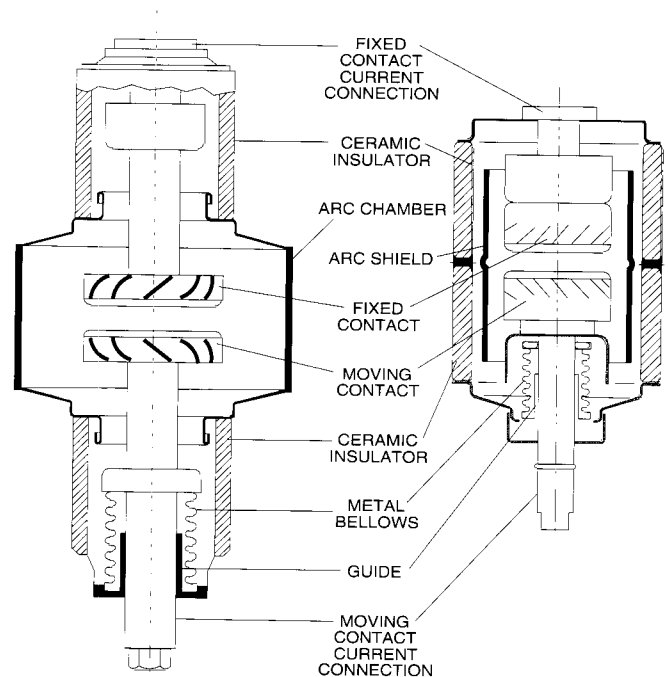 FIXED
CONTACT
CURRENT
CONNECTION
CERAMIC
INSULATOR
ARC CHAMBER
ARC SHIELD
FIXED
CONTACT
MOVING
CONTACT
CERAMIC
INSULATOR
METAL
BELLOWS
GUIDE
MOVING
CONTACT
CURRENT
CONNECTION